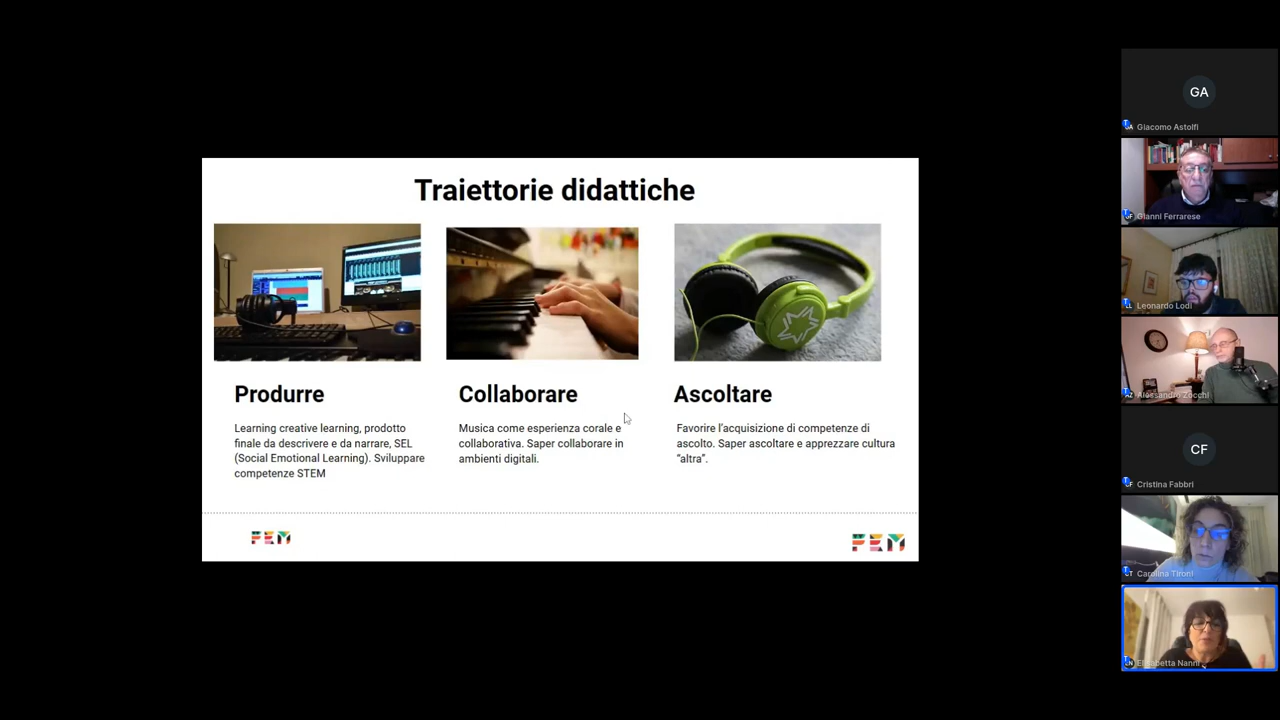 Traiettorie didattiche
Produrre
Learning creative learning, prodotto
finale da descrivere e da narrare, SEL
(Social Emotional Learning). Sviluppare
competenze STEM
Collaborare
Musica come esperienza corale e
collaborativa. Saper collaborare in
ambienti digitali.
Ascoltare
Favorire l'acquisizione di competenze di
ascolto. Saper ascoltare e apprezzare cultura
“altra”.
FEM
FEM
GA
Giacomo Astolfi
Gianni Ferrarese
Leonardo Lodi
Alessandro Zocchi
CF
Cristina Fabbri
Carolina Tironi
Elisabetta Nanni